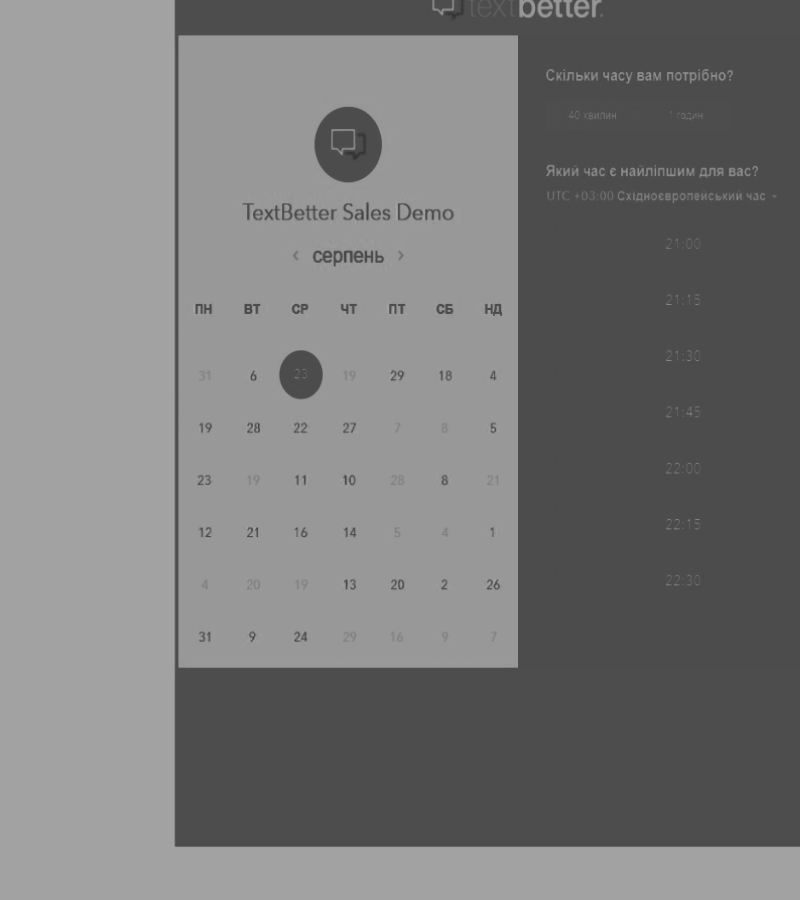 textbetter.
TextBetter Sales Demo
‹ серпень ›
ПН ВТ СР ЧТ ПТ СБ НД
31 6 23 19 29 18 4
19 28 22 27 7 8 5
23 19 11 10 28 8 21
12 21 16 14 5 4 1
4 20 19 13 20 2 26
31 9 24 29 16 9 7
Скільки часу вам потрібно?
40 хвилин 1 годин
Який час є найліпшим для вас?
UTC +03:00 Східноєвропейський час
21:00
21:15
21:30
21:45
22:00
22:15
22:30